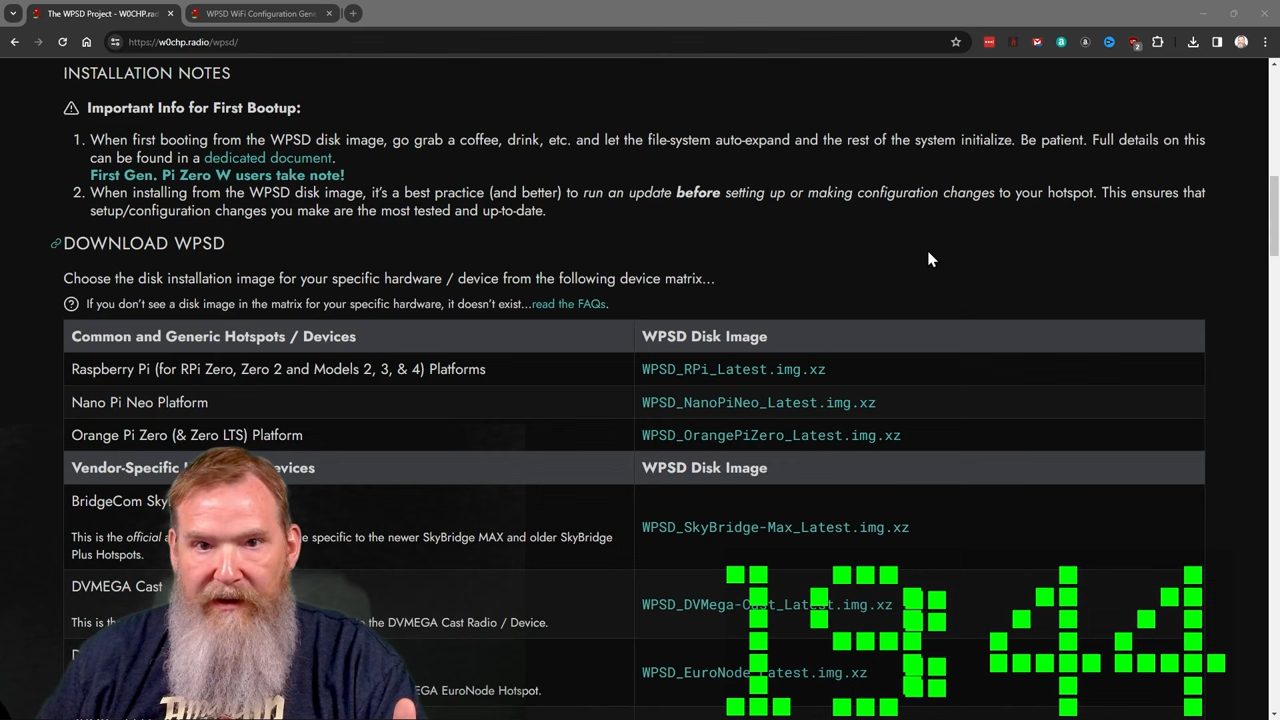 The WPSD Project - W0CHP.rad
WPSD WiFi Configuration Gene
https://w0chp.radio/wpsd/
2
INSTALLATION NOTES
Important Info for First Bootup:
1. When first booting from the WPSD disk image, go grab a coffee, drink, etc. and let the file-system auto-expand and the rest of the system initialize. Be patient. Full details on this
can be found in a dedicated document.
First Gen. Pi Zero W users take note!
2. When installing from the WPSD disk image, it's a best practice (and better) to run an update before setting up or making configuration changes to your hotspot. This ensures that
setup/configuration changes you make are the most tested and up-to-date.
DOWNLOAD WPSD
Choose the disk installation image for your specific hardware / device from the following device matrix...
If you don't see a disk image in the matrix for your specific hardware, it doesn't exist...read the FAQs.
Common and Generic Hotspots / Devices
WPSD Disk Image
Raspberry Pi (for RPi Zero, Zero 2 and Models 2, 3, & 4) Platforms
WPSD_RPi_Latest.img.xz
Nano Pi Neo Platform
WPSD_NanoPiNeo_Latest.img.xz
Orange Pi Zero (& Zero LTS) Platform
WPSD_OrangePiZero_Latest.img.xz
Vendor-Specific
WPSD Disk Image
BridgeCom Sky
This is the official
specific to the newer SkyBridge MAX and older SkyBridge
Plus Hotspots.
WPSD_SkyBridge-Max_Latest.img.xz
DVMEGA Cast
This is the
the DVMEGA Cast Radio / Device.
WPSD_DVMega-Cast_Latest.img.xz
EuroNode Hotspot.
WPSD_EuroNode_Latest.img.xz
19:44